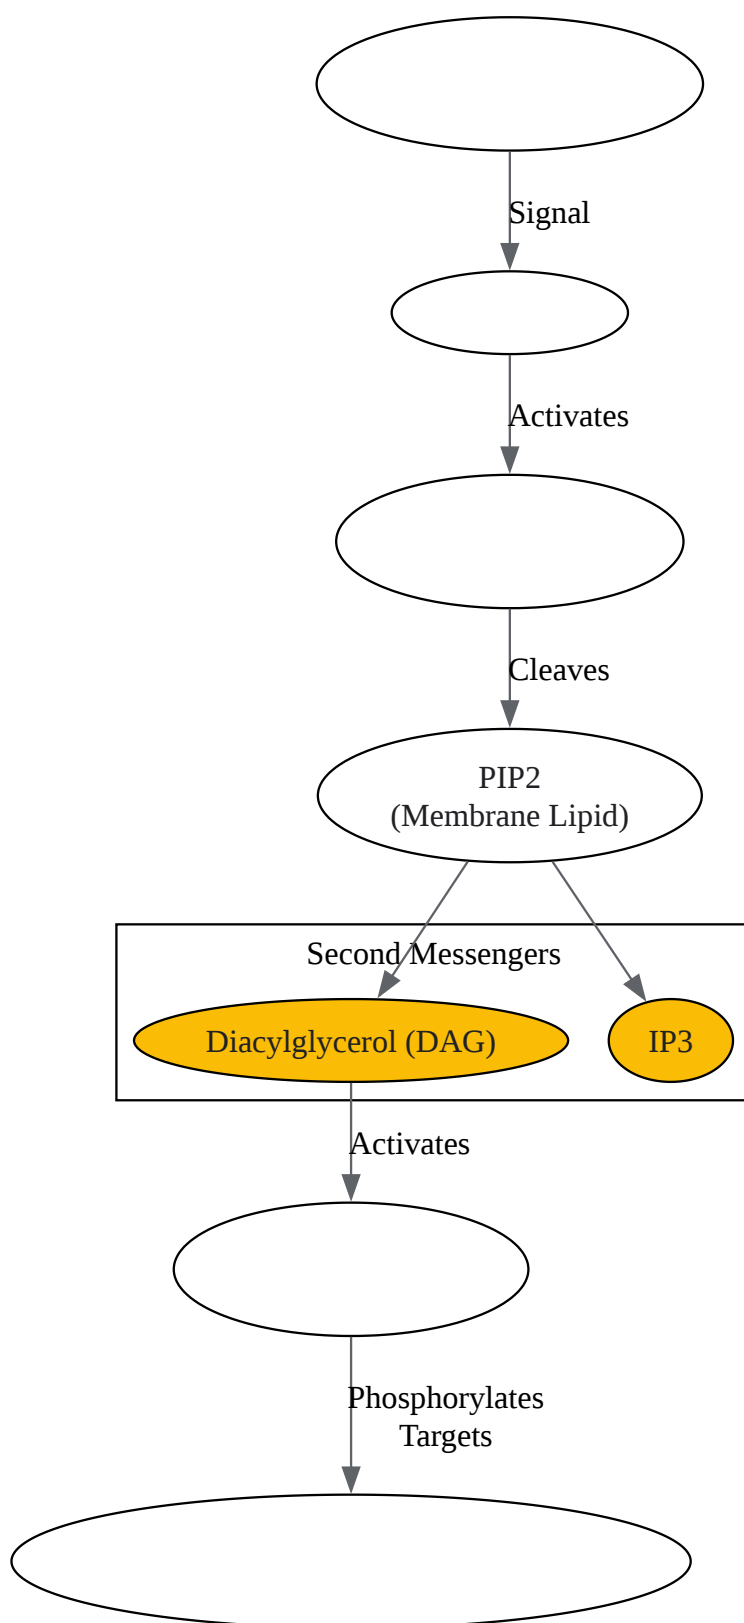 Signal
Activates
Cleaves
PIP2
(Membrane Lipid)
Second Messengers
Diacylglycerol (DAG)
IP3
Activates
Phosphorylates
Targets